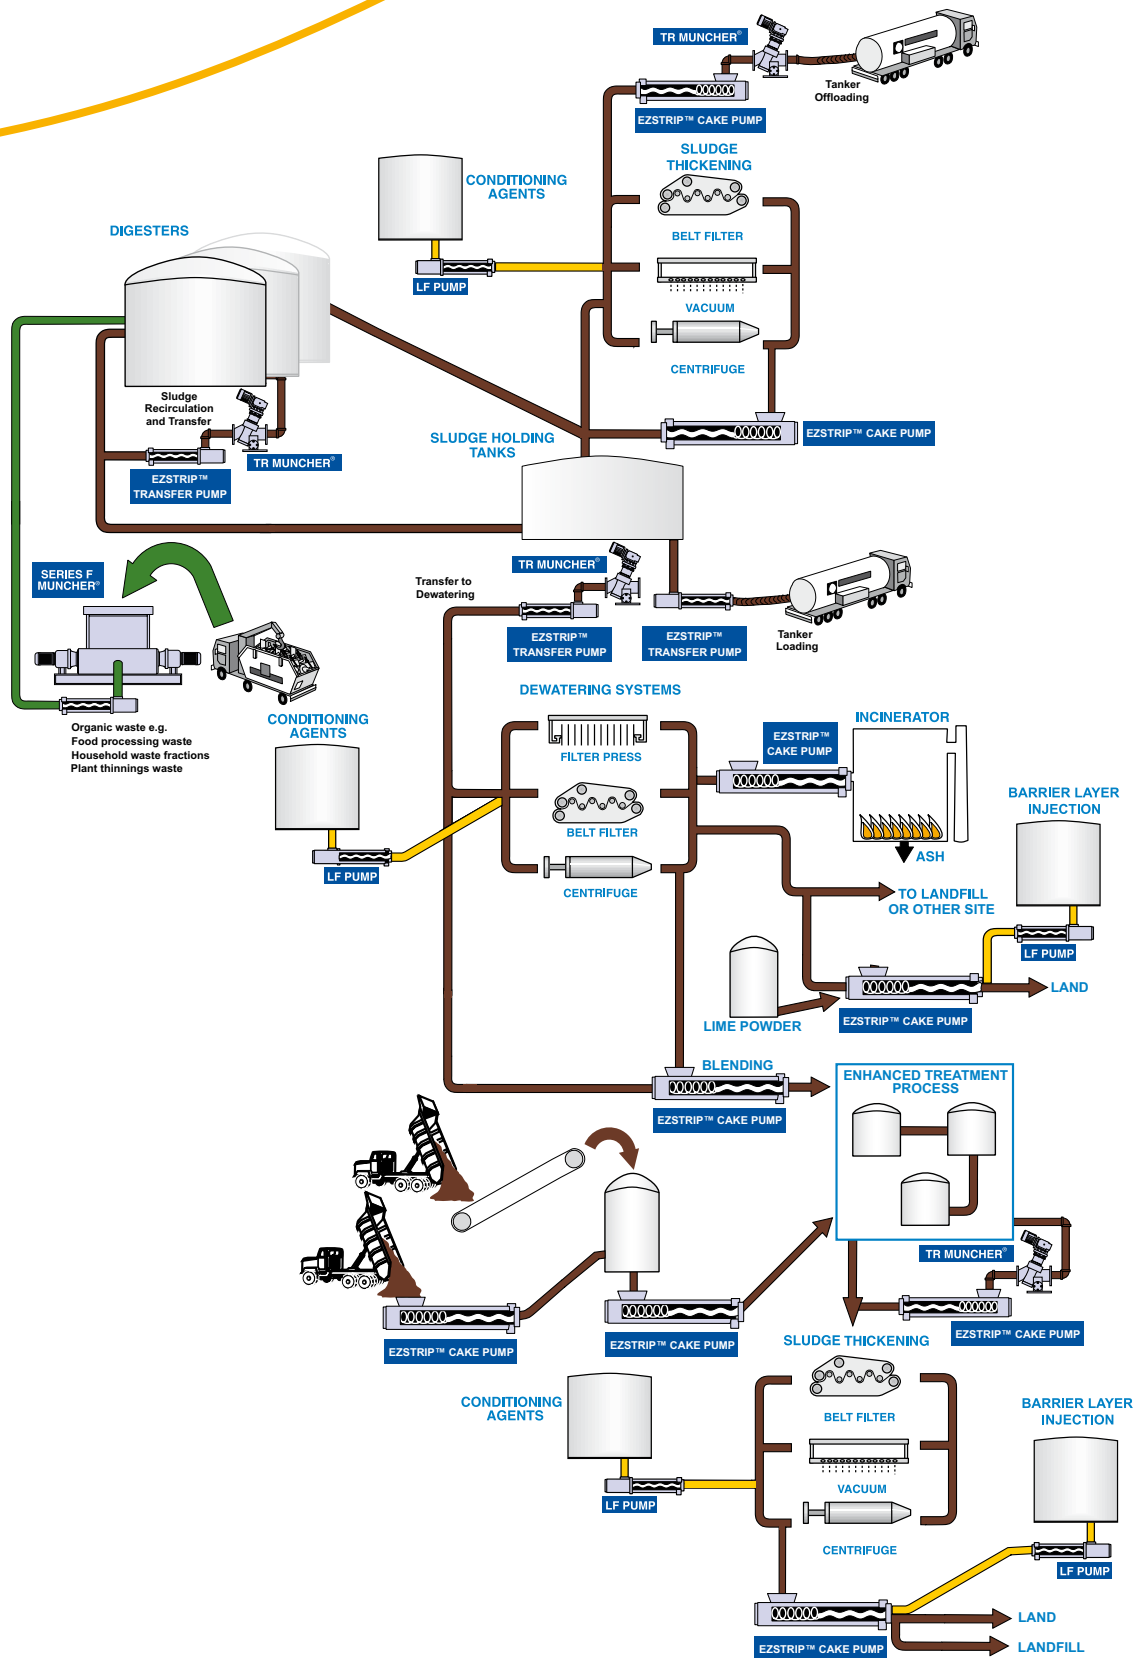 TR MUNCHER®
Tanker
Offloading
EZSTRIP™ CAKE PUMP
SLUDGE
THICKENING
CONDITIONING
AGENTS
BELT FILTER
DIGESTERS
LF PUMP
VACUUM
CENTRIFUGE
Sludge
Recirculation
and Transfer
SLUDGE HOLDING
TANKS
EZSTRIP™ CAKE PUMP
TR MUNCHER®
EZSTRIP™
TRANSFER PUMP
SERIES F
MUNCHER®
Transfer to
Dewatering
TR MUNCHER®
EZSTRIP™
TRANSFER PUMP
EZSTRIP™
TRANSFER PUMP
Tanker
Loading
DEWATERING SYSTEMS
Organic waste e.g.
Food processing waste
Household waste fractions
Plant thinnings waste
CONDITIONING
AGENTS
FILTER PRESS
EZSTRIP™
CAKE PUMP
INCINERATOR
BARRIER LAYER
INJECTION
BELT FILTER
ASH
LF PUMP
CENTRIFUGE
TO LANDFILL
OR OTHER SITE
LF PUMP
LAND
LIME POWDER
EZSTRIP™ CAKE PUMP
BLENDING
EZSTRIP™ CAKE PUMP
ENHANCED TREATMENT
PROCESS
TR MUNCHER®
EZSTRIP™ CAKE PUMP
EZSTRIP™ CAKE PUMP
EZSTRIP™ CAKE PUMP
SLUDGE THICKENING
CONDITIONING
AGENTS
BELT FILTER
BARRIER LAYER
INJECTION
VACUUM
LF PUMP
CENTRIFUGE
LF PUMP
LAND
EZSTRIP™ CAKE PUMP
LANDFILL